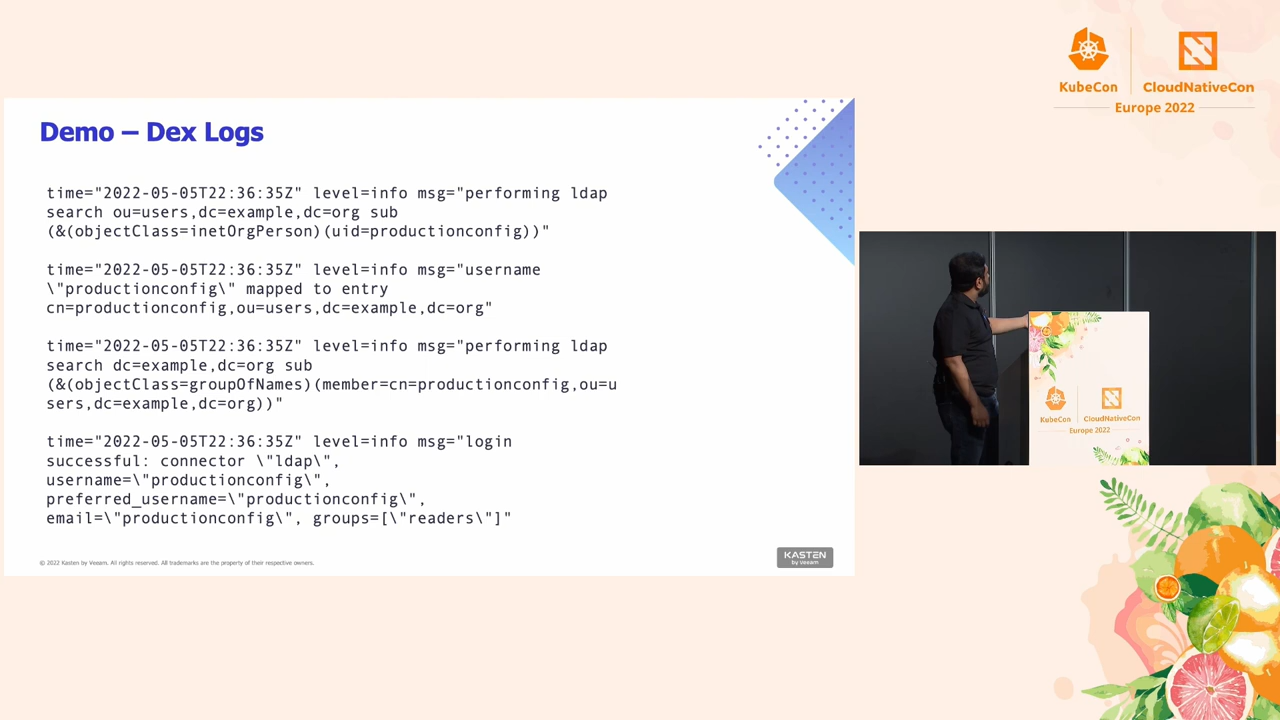 KubeCon
CloudNativeCon
Europe 2022
Demo – Dex Logs
time="2022-05-05T22:36:35Z" level=info msg="performing ldap
search ou=users,dc=example,dc=org sub
(&(objectClass=inetOrgPerson)(uid=productionconfig))"
time="2022-05-05T22:36:35Z" level=info msg="username
\"productionconfig\" mapped to entry
cn=productionconfig,ou=users,dc=example,dc=org"
time="2022-05-05T22:36:35Z" level=info msg="performing ldap
search dc=example,dc=org sub
(&(objectClass=groupOfNames)(member=cn=productionconfig,ou=u
sers,dc=example,dc=org))"
time="2022-05-05T22:36:35Z" level=info msg="login
successful: connector \"ldap\",
username=\"productionconfig\",
preferred_username=\"productionconfig\",
email=\"productionconfig\", groups=[\"readers\"]"
© 2022 Kasten by Veeam. All rights reserved. All trademarks are the property of their respective owners.
KASTEN
by Veeam
KubeCon
CloudNativeCon
Europe 2022